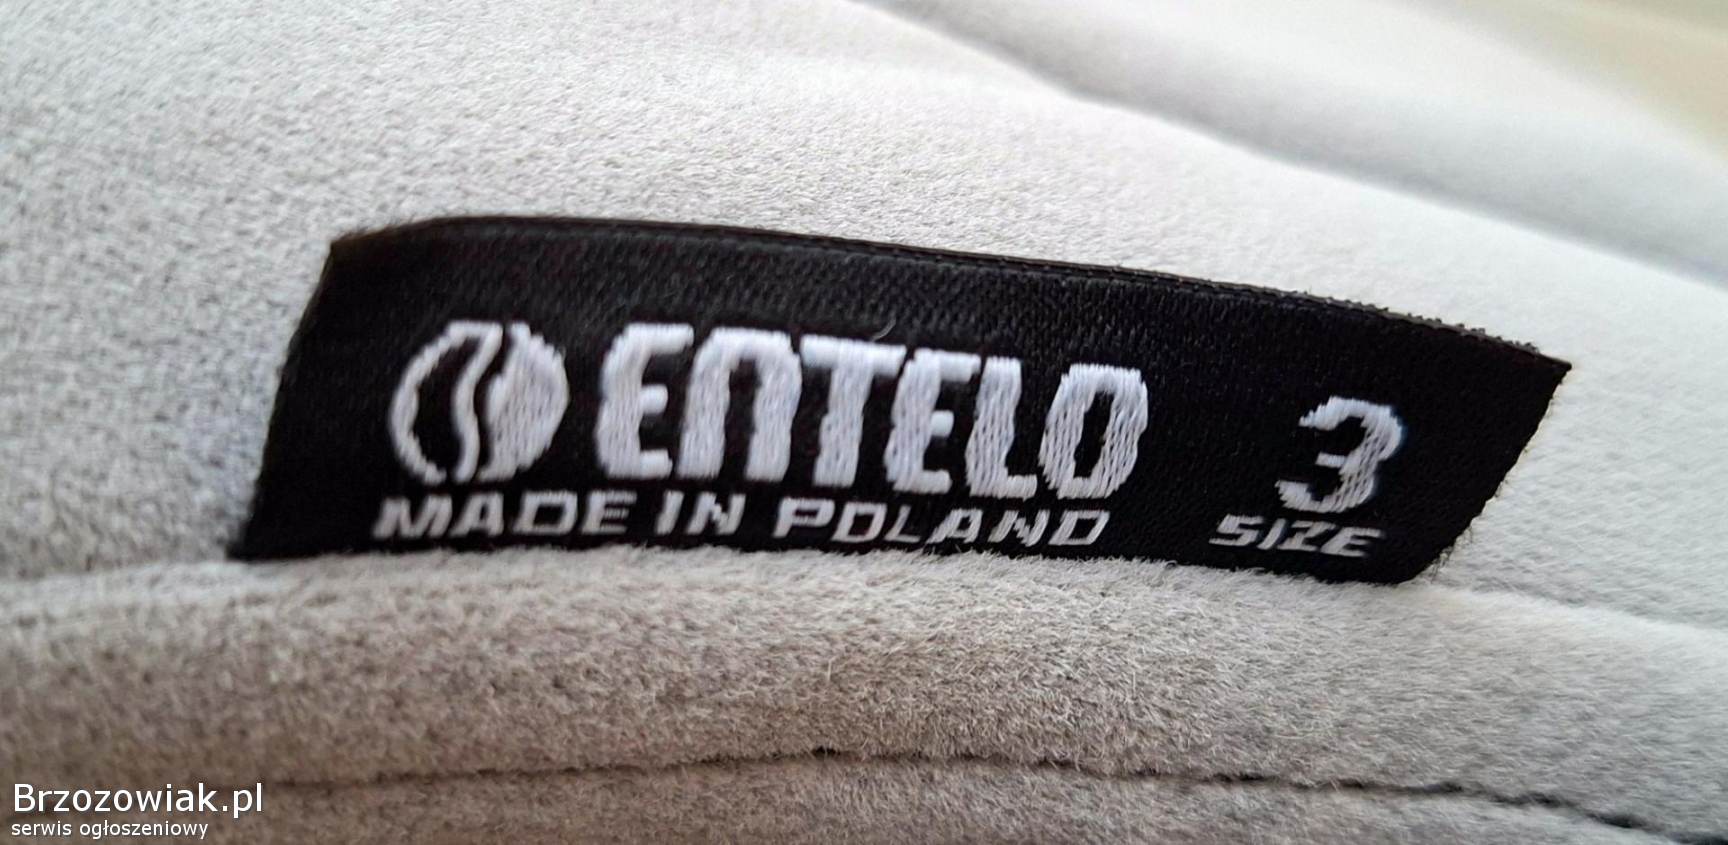 ENTELO
MADE IN POLAND
3
SIZE
Brzozowiak.pl
serwis ogłoszeniowy